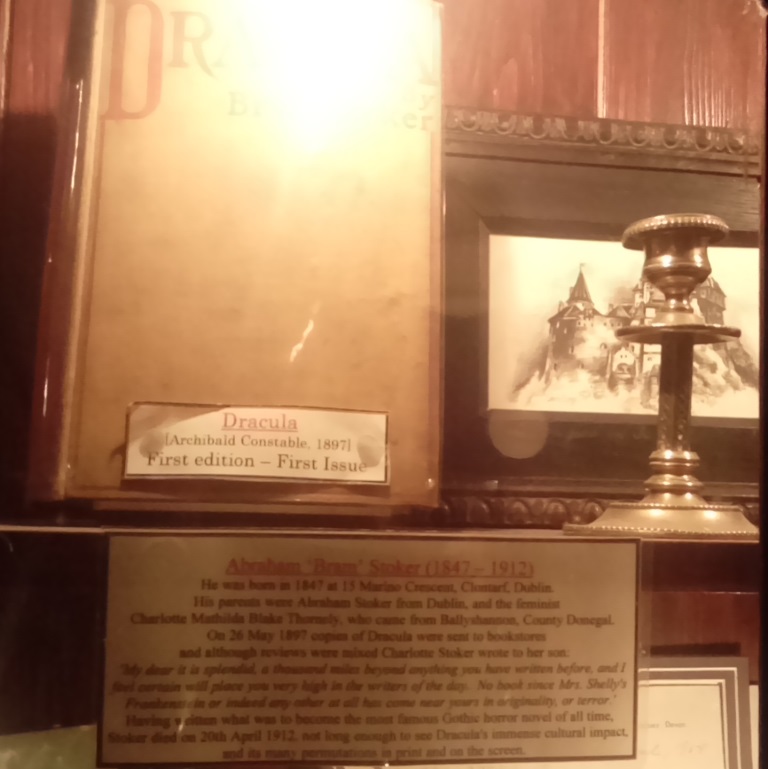 DRA
By
Dracula
[Archibald Constable, 1897]
First edition – First Issue
Abraham 'Bram' Stoker (1847 – 1912)
He was born in 1847 at 15 Marino Crescent, Clontarf, Dublin.
His parents were Abraham Stoker from Dublin, and the feminist
Charlotte Mathilda Blake Thornely, who came from Ballyshannon, County Donegal.
On 26 May 1897 copies of Dracula were sent to bookstores
and although reviews were mixed Charlotte Stoker wrote to her son:
'My dear it is splendid, a thousand miles beyond anything you have written before, and I
feel certain will place you very high in the writers of the day. No book since Mrs. Shelly's
Frankenstein or indeed any other at all has come near yours in originality, or terror.'
Having written what was to become the most famous Gothic horror novel of all time,
Stoker died on 20th April 1912, not long enough to see Dracula's immense cultural impact,
and its many permutations in print and on the screen.